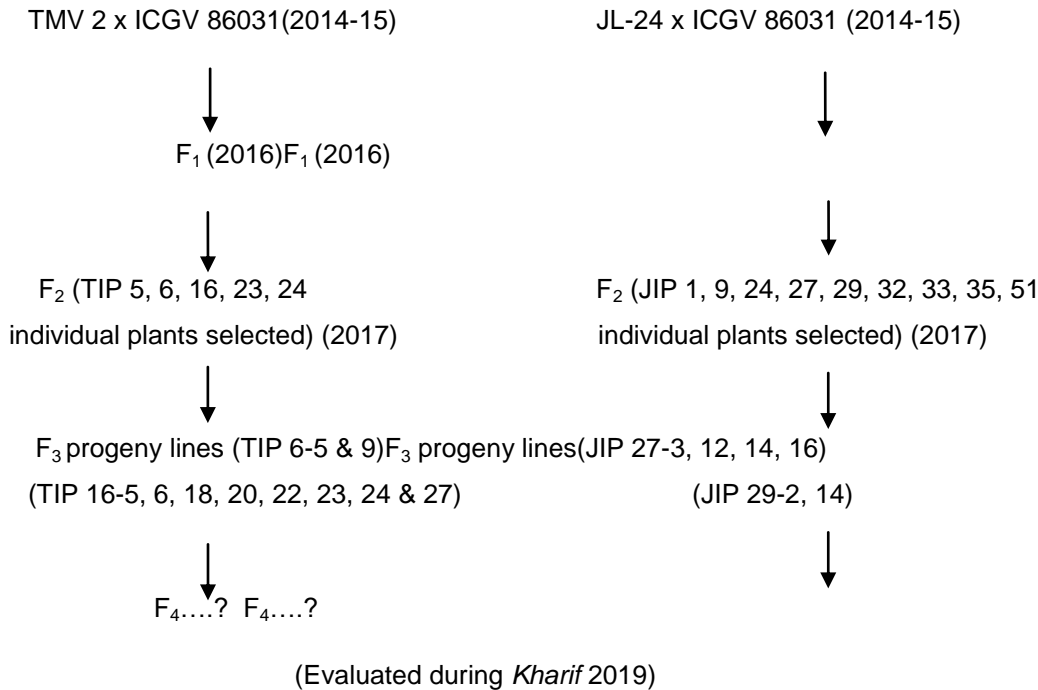 TMV 2 x ICGV 86031(2014-15) JL-24 x ICGV 86031 (2014-15)
F₁ (2016)F₁ (2016)
F₂ (TIP 5, 6, 16, 23, 24 F₂ (JIP 1, 9, 24, 27, 29, 32, 33, 35, 51
individual plants selected) (2017) individual plants selected) (2017)
F₃ progeny lines (TIP 6-5 & 9)F₃ progeny lines(JIP 27-3, 12, 14, 16)
(TIP 16-5, 6, 18, 20, 22, 23, 24 & 27) (JIP 29-2, 14)
F₄....? F₄....?
(Evaluated during Kharif 2019)